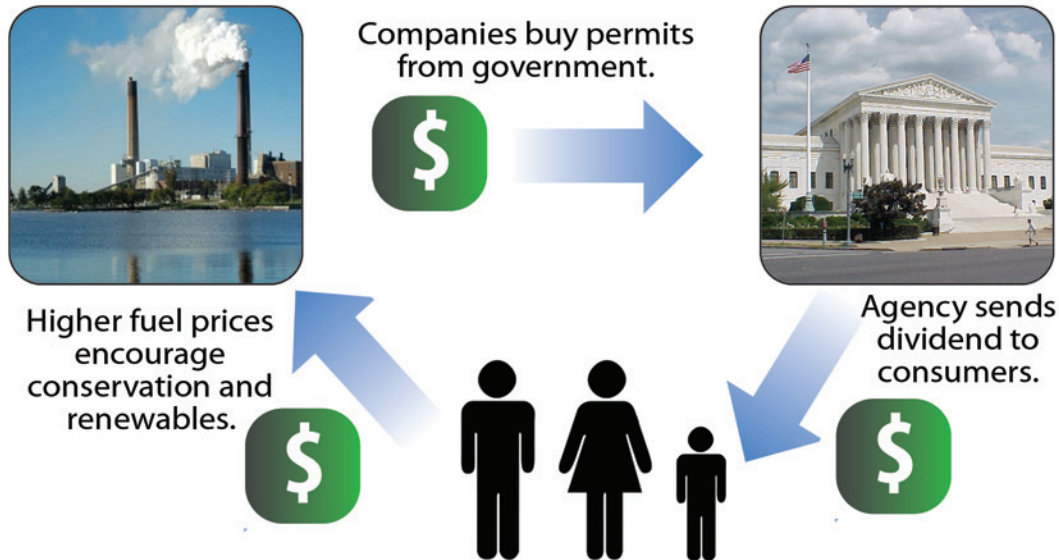 Companies buy permits
from government.
$
Higher fuel prices
encourage
conservation and
renewables.
$
Agency sends
dividend to
consumers.
$